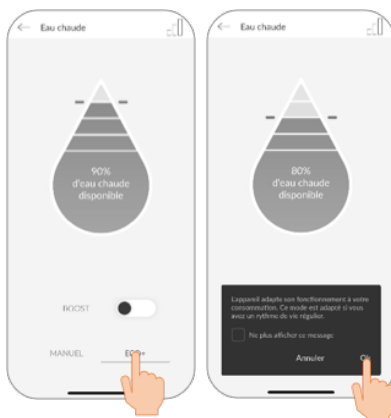 Eau chaude
90%
d'eau chaude
disponible
BOOST
MANUEL ECO+
Eau chaude
80%
d'eau chaude
disponible
L'appareil adapte son fonctionnement à votre
consommation. Ce mode est adapté si vous
avez un rythme de vie régulier.
Ne plus afficher ce message
Annuler Ok